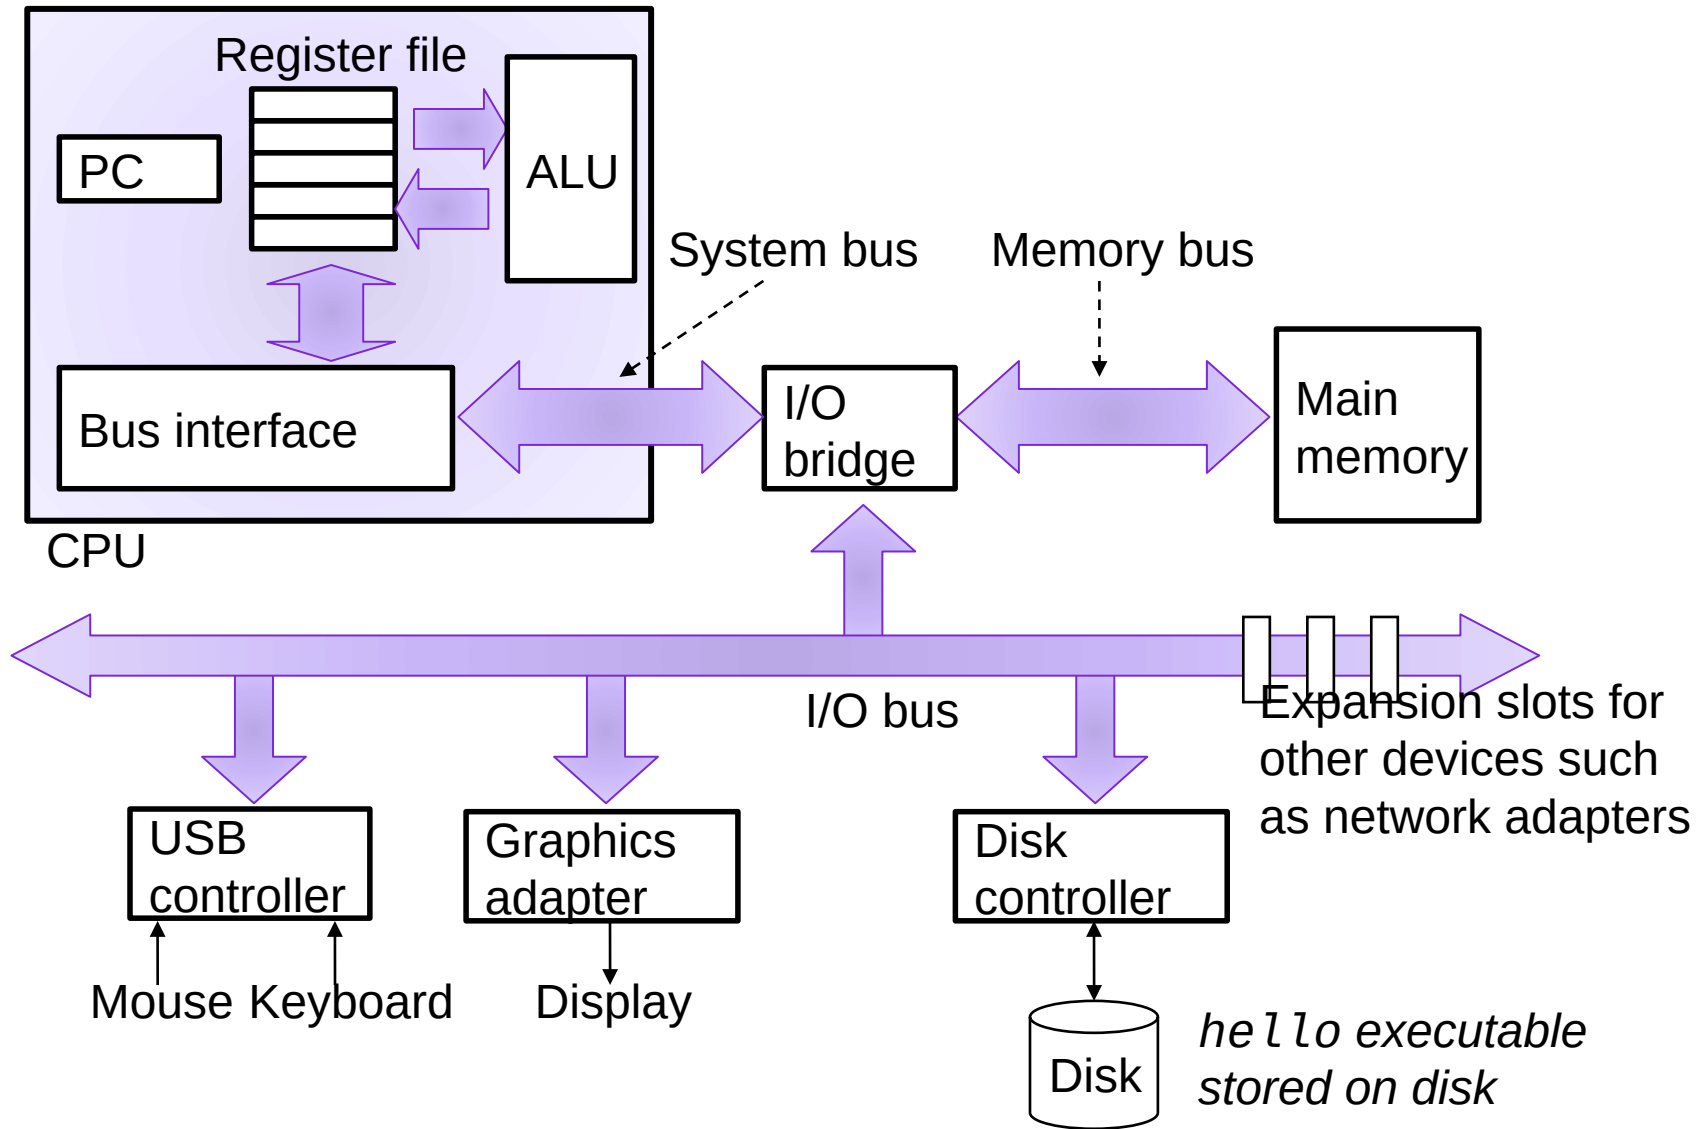 Register file
PC
ALU
System bus
Memory bus
Bus interface
I/O
bridge
Main
memory
CPU
I/O bus
Expansion slots for
other devices such
as network adapters
USB
controller
Graphics
adapter
Disk
controller
Mouse
Keyboard
Display
Disk
hello executable
stored on disk